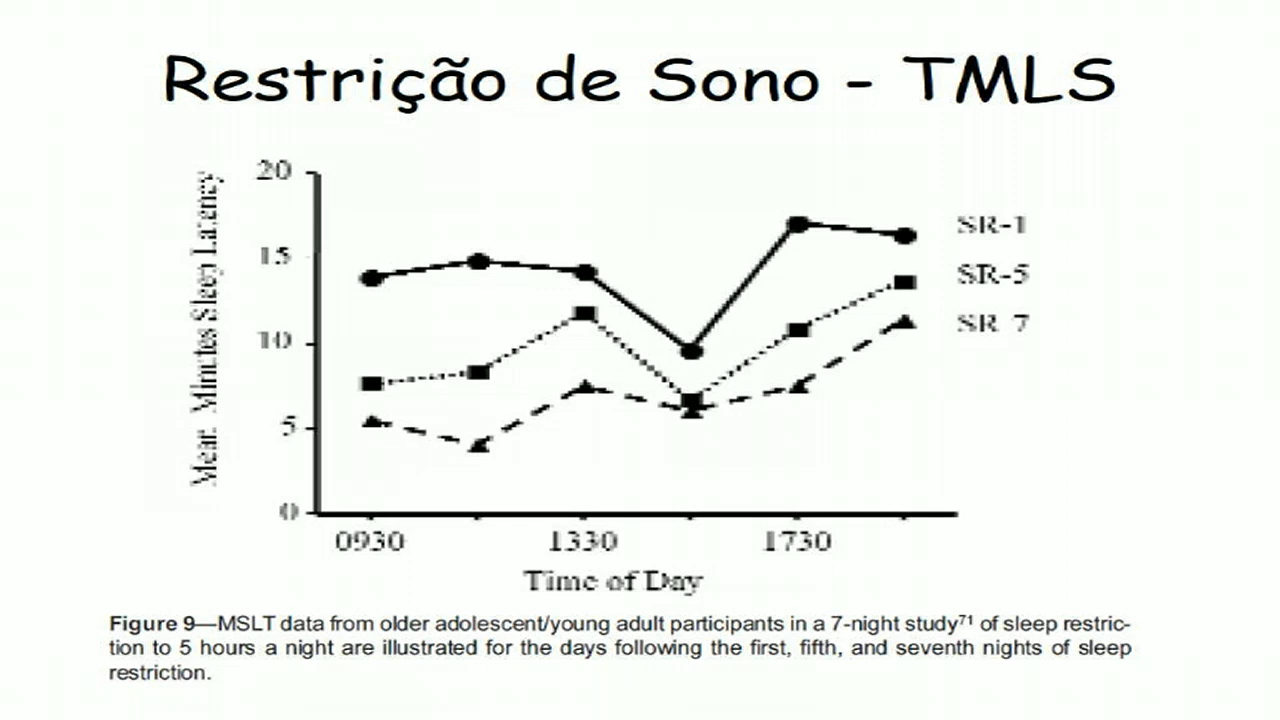 Restrição de Sono - TMLS
20
15
10
5
0
Mean Minutes Sleep Latency
SR-1
SR-5
SR-7
0930 1330 1730
Time of Day
Figure 9—MSLT data from older adolescent/young adult participants in a 7-night study71 of sleep restric-
tion to 5 hours a night are illustrated for the days following the first, fifth, and seventh nights of sleep
restriction.